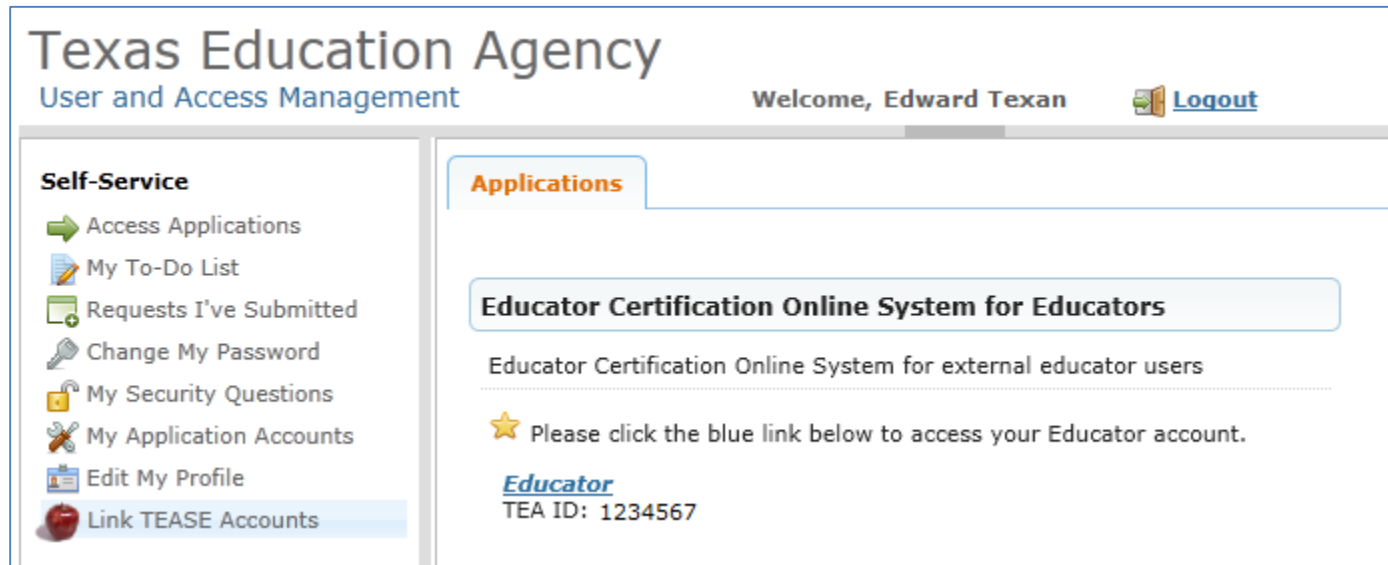 Texas Education Agency
User and Access Management
Welcome, Edward Texan
Logout
Self-Service
Access Applications
My To-Do List
Requests I've Submitted
Change My Password
My Security Questions
My Application Accounts
Edit My Profile
Link TEASE Accounts
Applications
Educator Certification Online System for Educators
Educator Certification Online System for external educator users
Please click the blue link below to access your Educator account.
Educator
TEA ID: 1234567